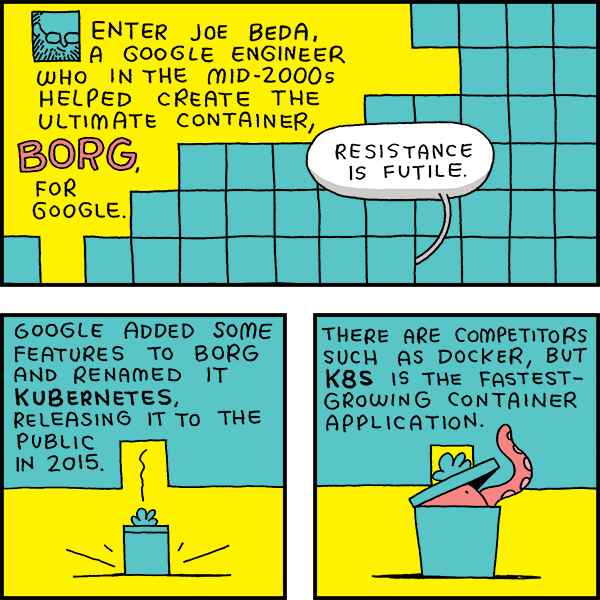 ENTER JOE BEDA,
A GOOGLE ENGINEER
WHO IN THE MID-2000s
HELPED CREATE THE
ULTIMATE CONTAINER,
BORG,
FOR
GOOGLE.
RESISTANCE
IS FUTILE.
GOOGLE ADDED SOME
FEATURES TO BORG
AND RENAMED IT
KUBERNETES,
RELEASING IT TO THE
PUBLIC
IN 2015.
THERE ARE COMPETITORS
SUCH AS DOCKER, BUT
K8S IS THE FASTEST-
GROWING CONTAINER
APPLICATION.